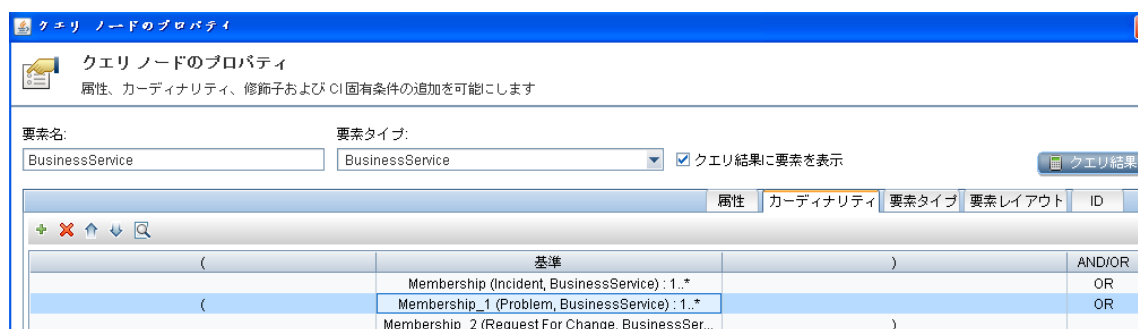 クエリ ノードのプロパティ
クエリ ノードのプロパティ
属性、カーディナリティ、修飾子および CI 固有条件の追加を可能にします
要素名: 要素タイプ:
BusinessService BusinessService クエリ結果に要素を表示 クエリ結果
属性 カーディナリティ 要素タイプ 要素レイアウト ID
( 基準 ) AND/OR
Membership (Incident, BusinessService) : 1..* OR
( Membership_1 (Problem, BusinessService) : 1..* OR
Membership_2 (Request For Change, BusinessSer... )